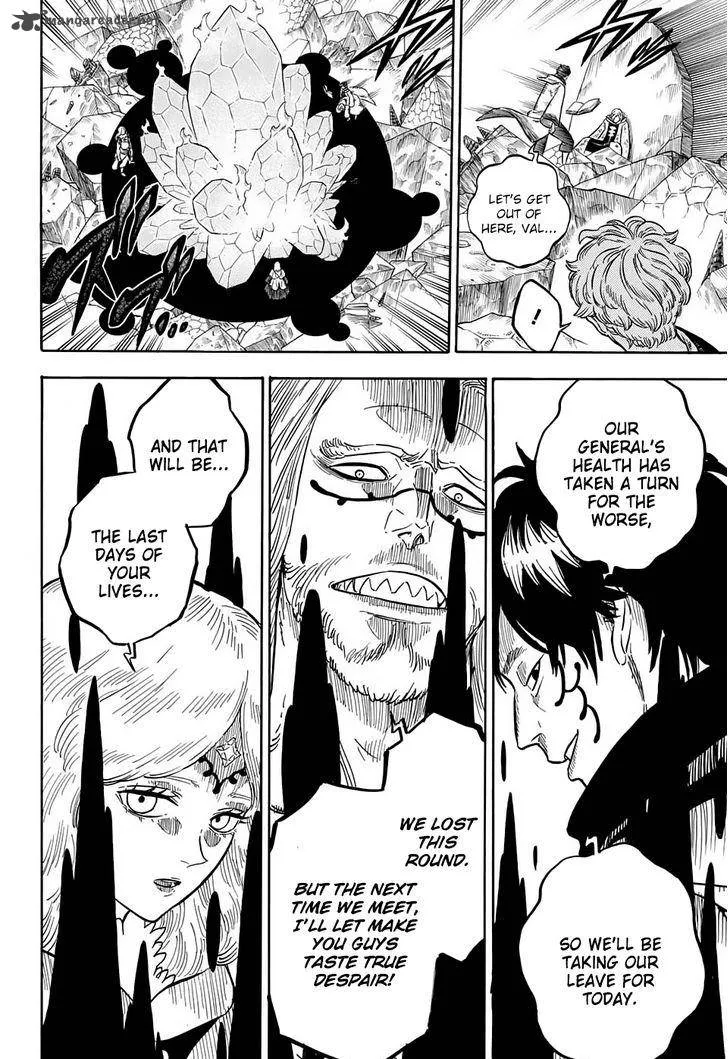 mangarcade.net
LET'S GET
OUT OF
HERE, VAL...
!
OUR
GENERAL'S
HEALTH HAS
TAKEN A TURN
FOR THE
WORSE,
SO WE'LL BE
TAKING OUR
LEAVE FOR
TODAY.
WE LOST
THIS
ROUND.
BUT THE NEXT
TIME WE MEET,
I'LL LET MAKE
YOU GUYS
TASTE TRUE
DESPAIR!
AND THAT
WILL BE...
THE LAST
DAYS OF
YOUR
LIVES...